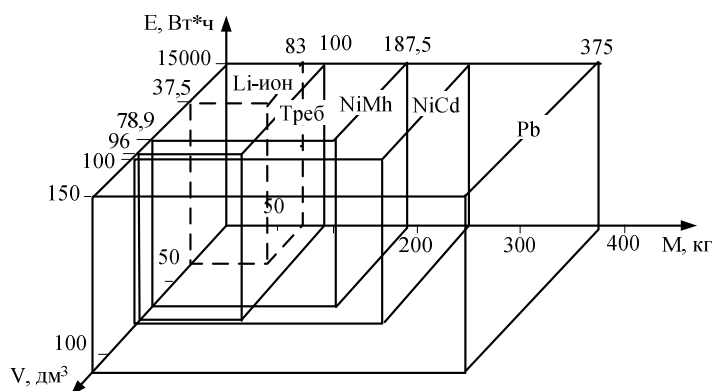 E, Вт*ч
83
100
187,5
375
15000
37,5
Li-ион
Треб
NiMh
NiCd
Pb
78,9
96
100
150
50
50
200
300
400
M, кг
100
V, дм³